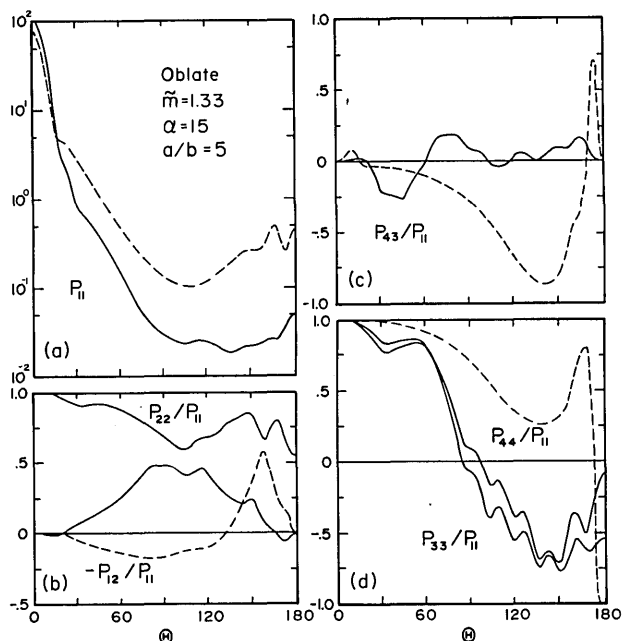 10²
10¹
10⁰
10⁻¹
10⁻²
Oblate
m̃=1.33
α=15
a/b=5
P₁₁
(a)
1.0
.5
0
-.5
P₂₂/P₁₁
-P₁₂/P₁₁
(b)
0 60 120 180
Θ
1.0
.5
0
-.5
-1.0
P₄₃/P₁₁
(c)
1.0
.5
0
-.5
-1.0
P₄₄/P₁₁
P₃₃/P₁₁
(d)
0 60 120 180
Θ